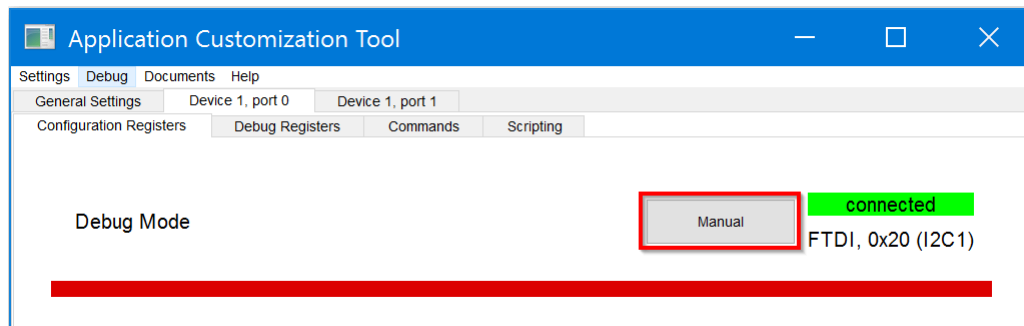 Application Customization Tool
Settings Debug Documents Help
General Settings Device 1, port 0 Device 1, port 1
Configuration Registers Debug Registers Commands Scripting
Debug Mode Manual connected
FTDI, 0x20 (I2C1)